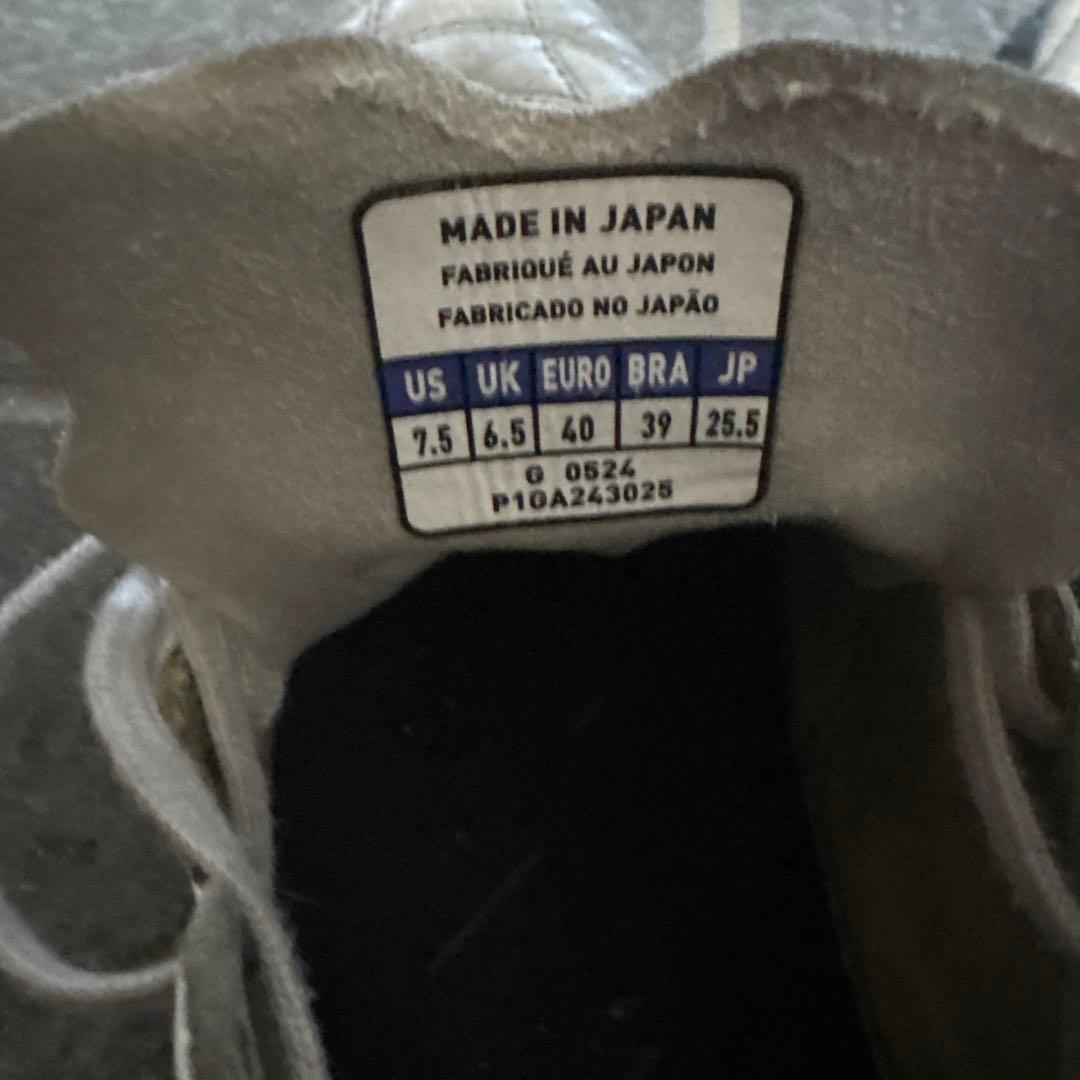 MADE IN JAPAN
FABRIQUÉ AU JAPON
FABRICADO NO JAPÃO
US UK EURO BRA JP
7.5 6.5 40 39 25.5
G 0524
P1GA243025